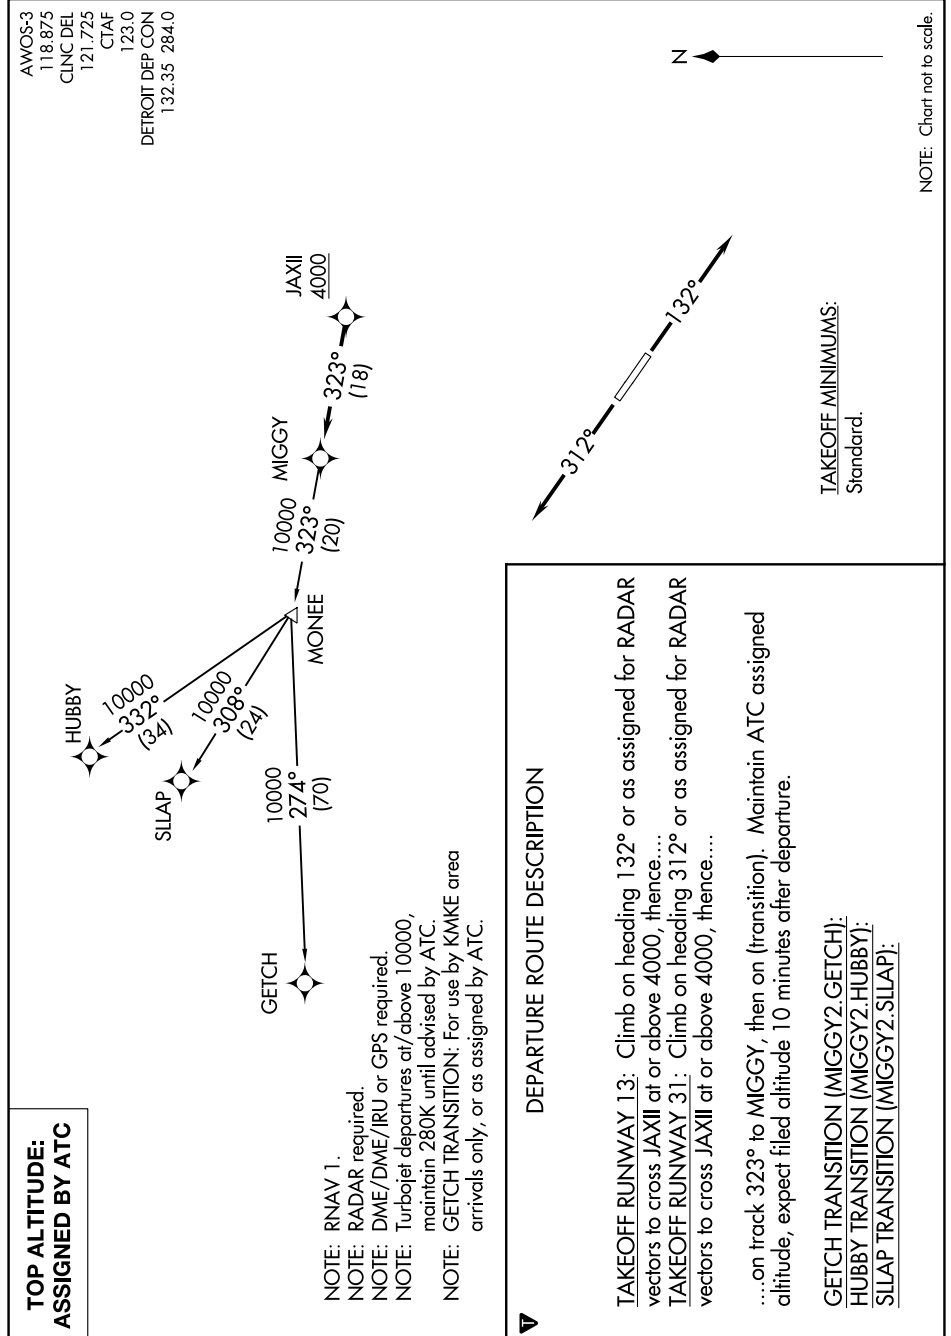 TOP ALTITUDE:
ASSIGNED BY ATC
AWOS-3
118.875
CLNC DEL
121.725
CTAF
123.0
DETROIT DEP CON
132.35 284.0
HUBBY
10000
332°
(34)
SLLAP
10000
308°
(24)
GETCH
10000
274°
(70)
MONEE
10000
323°
(20)
MIGGY
323°
(18)
JAXII
4000
N
NOTE: RNAV 1.
NOTE: RADAR required.
NOTE: DME/DME/IRU or GPS required.
NOTE: Turbojet departures at/above 10000,
maintain 280K until advised by ATC.
NOTE: GETCH TRANSITION: For use by KMKE area
arrivals only, or as assigned by ATC.
312°
132°
TAKEOFF MINIMUMS:
Standard.
NOTE: Chart not to scale.
T
DEPARTURE ROUTE DESCRIPTION
TAKEOFF RUNWAY 13: Climb on heading 132° or as assigned for RADAR
vectors to cross JAXII at or above 4000, thence....
TAKEOFF RUNWAY 31: Climb on heading 312° or as assigned for RADAR
vectors to cross JAXII at or above 4000, thence....
....on track 323° to MIGGY, then on (transition). Maintain ATC assigned
altitude, expect filed altitude 10 minutes after departure.
GETCH TRANSITION (MIGGY2.GETCH):
HUBBY TRANSITION (MIGGY2.HUBBY):
SLLAP TRANSITION (MIGGY2.SLLAP):